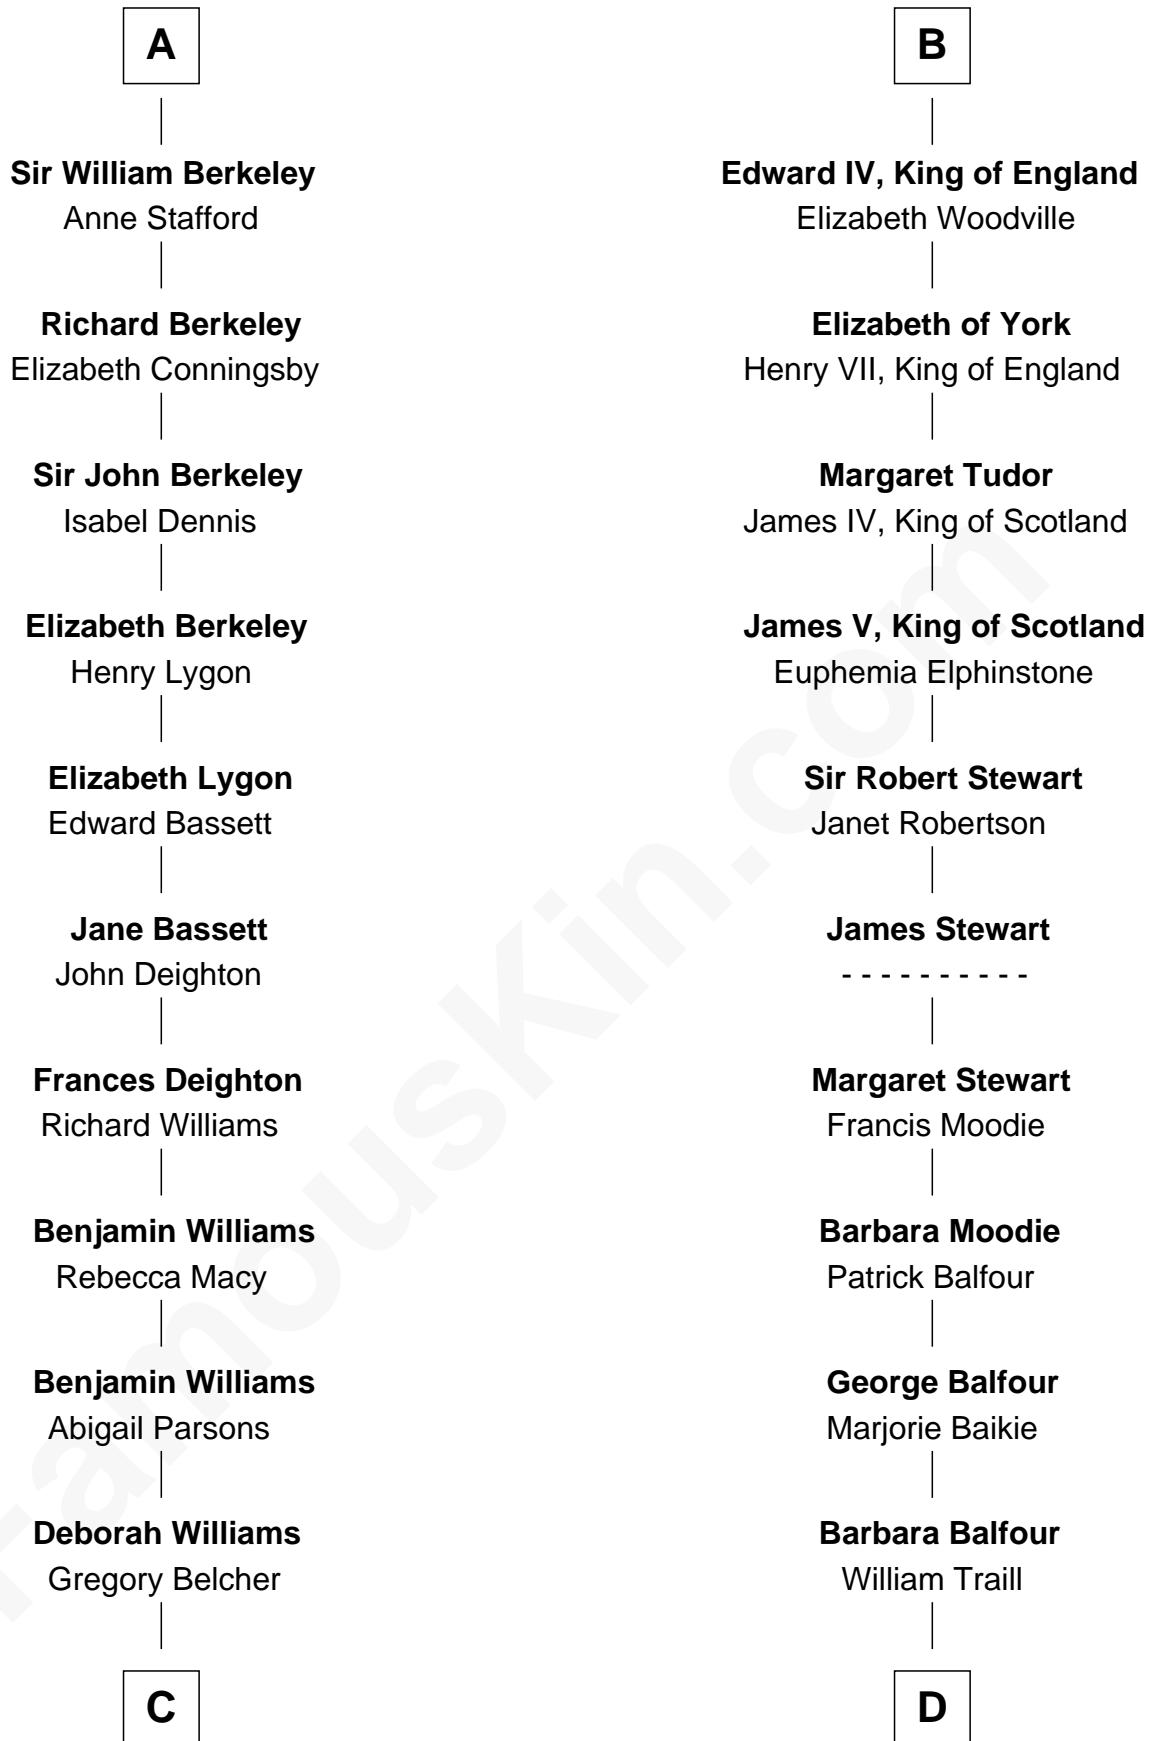 A
Sir William Berkeley
Anne Stafford
Richard Berkeley
Elizabeth Conningsby
Sir John Berkeley
Isabel Dennis
Elizabeth Berkeley
Henry Lygon
Elizabeth Lygon
Edward Bassett
Jane Bassett
John Deighton
Frances Deighton
Richard Williams
Benjamin Williams
Rebecca Macy
Benjamin Williams
Abigail Parsons
Deborah Williams
Gregory Belcher
C
B
Edward IV, King of England
Elizabeth Woodville
Elizabeth of York
Henry VII, King of England
Margaret Tudor
James IV, King of Scotland
James V, King of Scotland
Euphemia Elphinstone
Sir Robert Stewart
Janet Robertson
James Stewart
- - - - - - - - - -
Margaret Stewart
Francis Moodie
Barbara Moodie
Patrick Balfour
George Balfour
Marjorie Baikie
Barbara Balfour
William Traill
D
FamousKin.com